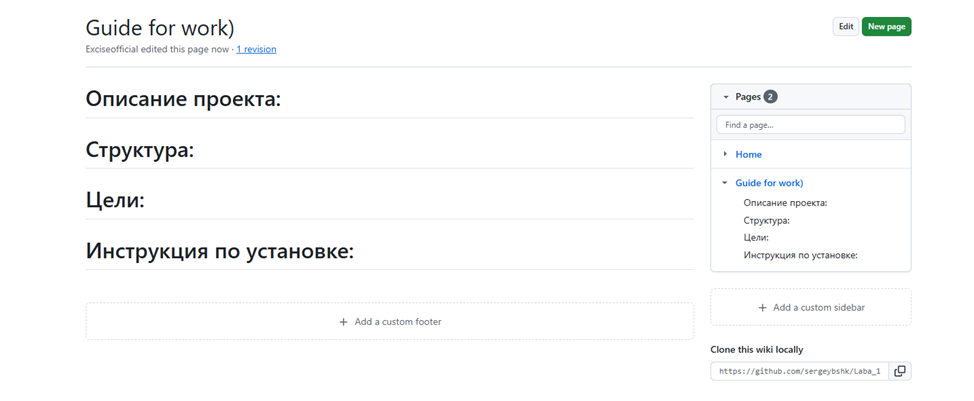 Guide for work)
Edit
New page
Exciseofficial edited this page now · 1 revision
Описание проекта:
Структура:
Цели:
Инструкция по установке:
+ Add a custom footer
Pages 2
Find a page...
Home
Guide for work)
Описание проекта:
Структура:
Цели:
Инструкция по установке:
+ Add a custom sidebar
Clone this wiki locally
https://github.com/sergeybshk/Laba_1